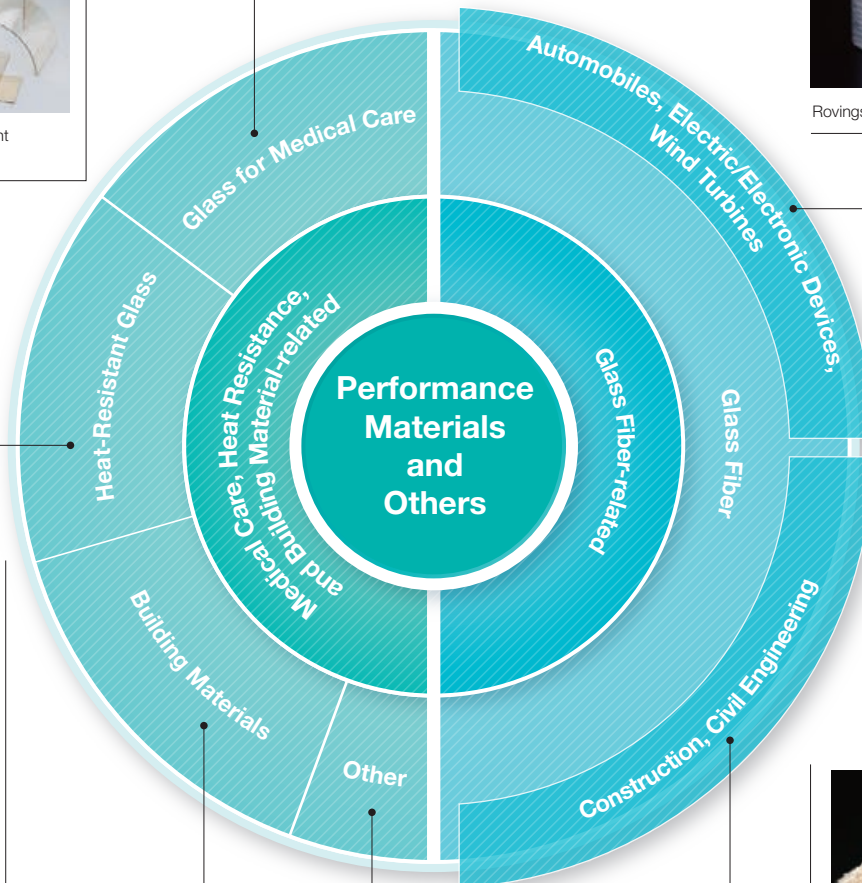 nt
Rovings
Glass for Medical Care
Heat-Resistant Glass
Building Materials
Other
Medical Care, Heat Resistance,
and Building Material-related
Performance
Materials
and
Others
Glass Fiber-related
Glass Fiber
Automobiles, Electric/Electronic Devices,
Wind Turbines
Construction, Civil Engineering